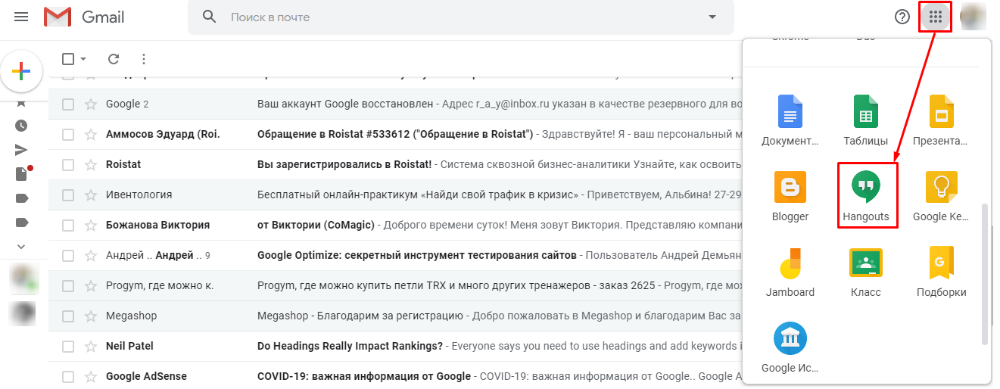 Gmail
Поиск в почте
Google 2
Ваш аккаунт Google восстановлен - Адрес r_a_y@inbox.ru указан в качестве резервного для во
Аммосов Эдуард (Roi.
Обращение в Roistat #533612 ("Обращение в Roistat") - Здравствуйте! Я - ваш персональный м
Roistat
Вы зарегистрировались в Roistat! - Система сквозной бизнес-аналитики Узнайте, как освоить
Ивентология
Бесплатный онлайн-практикум «Найди свой трафик в кризис» - Приветствуем, Альбина! 27-29
Божанова Виктория
от Виктории (CoMagic) - Доброго времени суток! Меня зовут Виктория. Представляю компани
Андрей .. Андрей .. 9
Google Optimize: секретный инструмент тестирования сайтов - Пользователь Андрей Демьян
Progym, где можно к.
Progym, где можно купить петли TRX и много других тренажеров - заказ 2625 - Progym, где мож
Megashop
Megashop - Благодарим за регистрацию - Добро пожаловать в Megashop и благодарим Вас за
Neil Patel
Do Headings Really Impact Rankings? - Everyone says you need to use headings and add keywords i
Google AdSense
COVID-19: важная информация от Google - COVID-19: важная информация от Google.. Google A
Документ...
Таблицы
Презента...
Blogger
Hangouts
Google Ke...
Jamboard
Класс
Подборки
Google Ис...